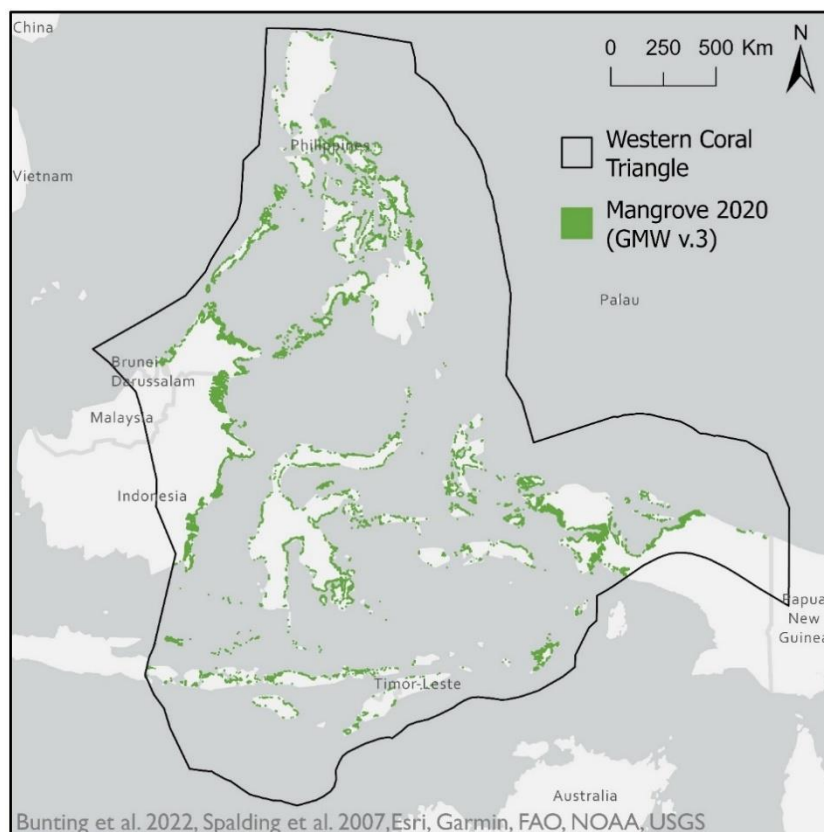 China
N
0 250 500 Km
Western Coral
Triangle
Philippines
Vietnam
Mangrove 2020
(GMW v.3)
Palau
Brunei
Darussalam
Malaysia
Indonesia
Papua
New
Guinea
Timor-Leste
Australia
Bunting et al. 2022, Spalding et al. 2007,Esri, Garmin, FAO, NOAA, USGS